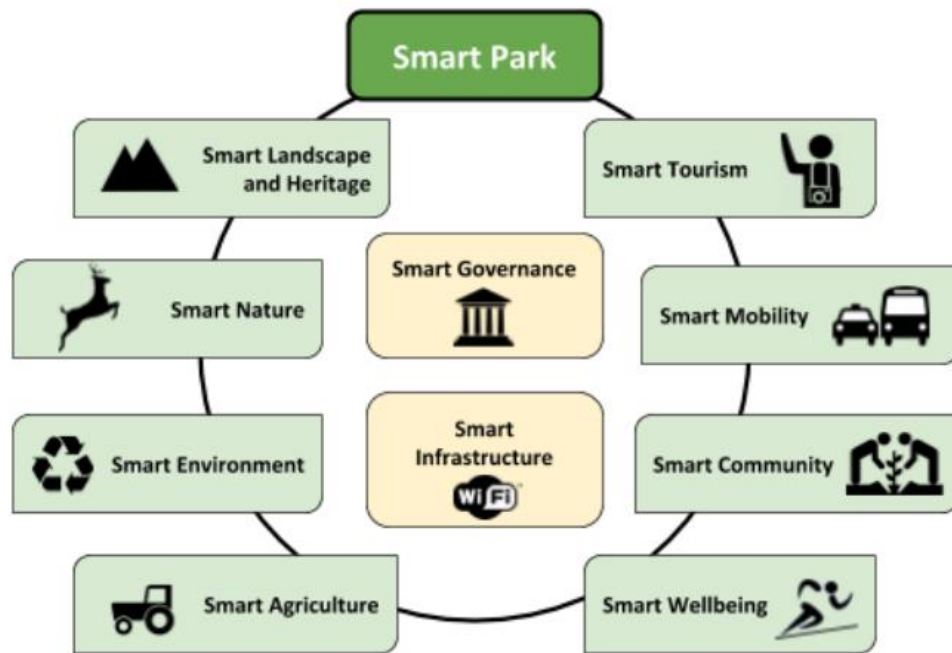 Smart Park
Smart Landscape
and Heritage
Smart Tourism
Smart Governance
Smart Nature
Smart Mobility
Smart
Infrastructure
WiFi
Smart Environment
Smart Community
Smart Agriculture
Smart Wellbeing